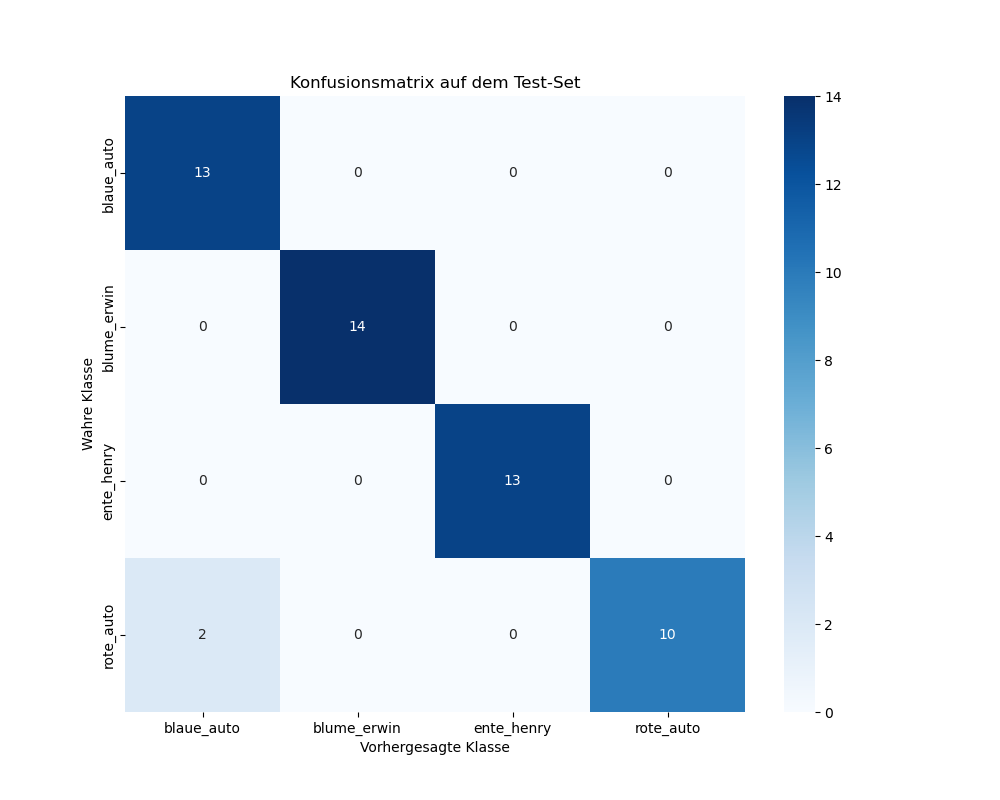 Konfusionsmatrix auf dem Test-Set
Wahre Klasse
blaue_auto
13 0 0 0
blume_erwin
0 14 0 0
ente_henry
0 0 13 0
rote_auto
2 0 0 10
blaue_auto blume_erwin ente_henry rote_auto
Vorhergesagte Klasse
14
12
10
8
6
4
2
0